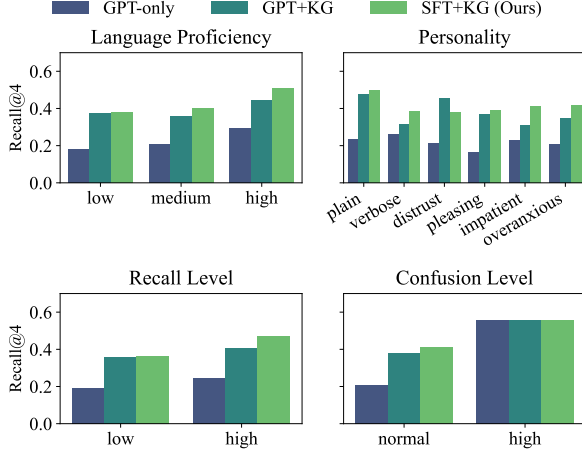 GPT-only GPT+KG SFT+KG (Ours)
Language Proficiency
Recall@4
0.6
0.4
0.2
0.0
low medium high
Personality
plain
verbose
distrust
pleasing
impatient
overanxious
Recall Level
Recall@4
0.6
0.4
0.2
0.0
low high
Confusion Level
normal high